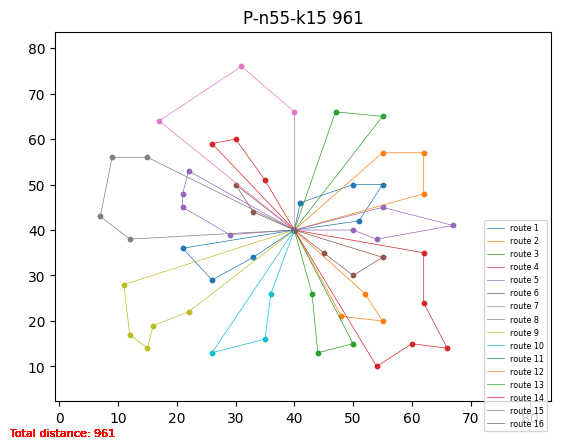 P-n55-k15 961
80
70
60
50
40
30
20
10
0 10 20 30 40 50 60 70 80
route 1
route 2
route 3
route 4
route 5
route 6
route 7
route 8
route 9
route 10
route 11
route 12
route 13
route 14
route 15
route 16
Total distance: 961